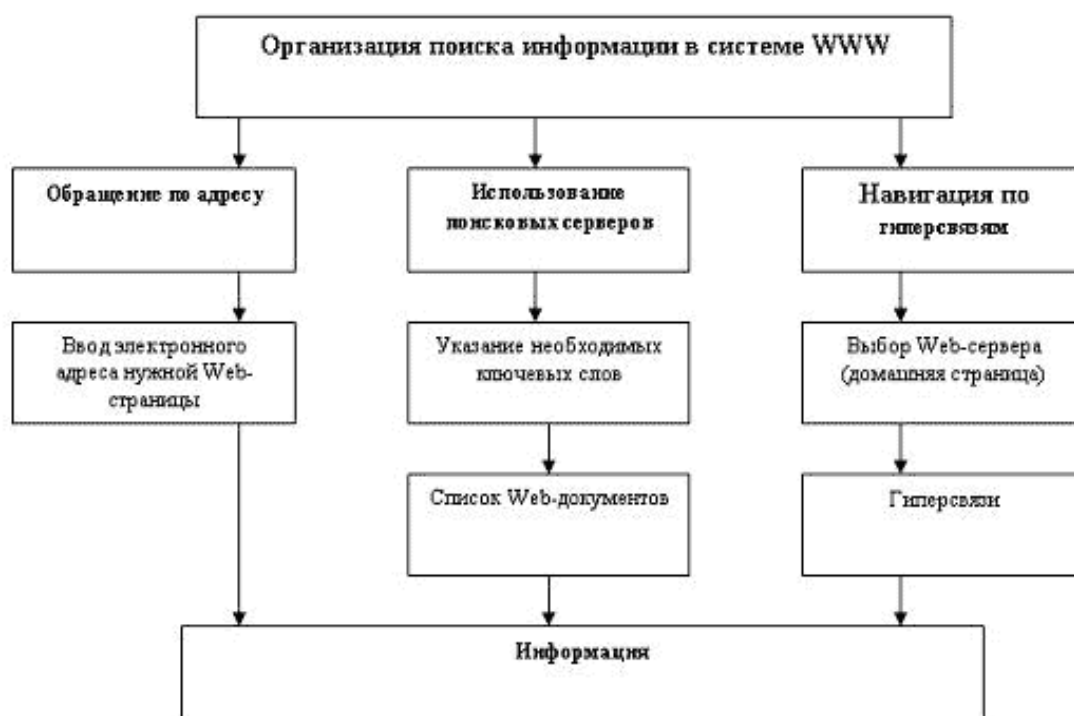 Организация поиска информации в системе WWW
Обращение по адресу
Использование
поисковых серверов
Навигация по
гиперсвязям
Ввод электронного
адреса нужной Web-
страницы
Указание необходимых
ключевых слов
Выбор Web-сервера
(домашняя страница)
Список Web-документов
Гиперсвязи
Информация